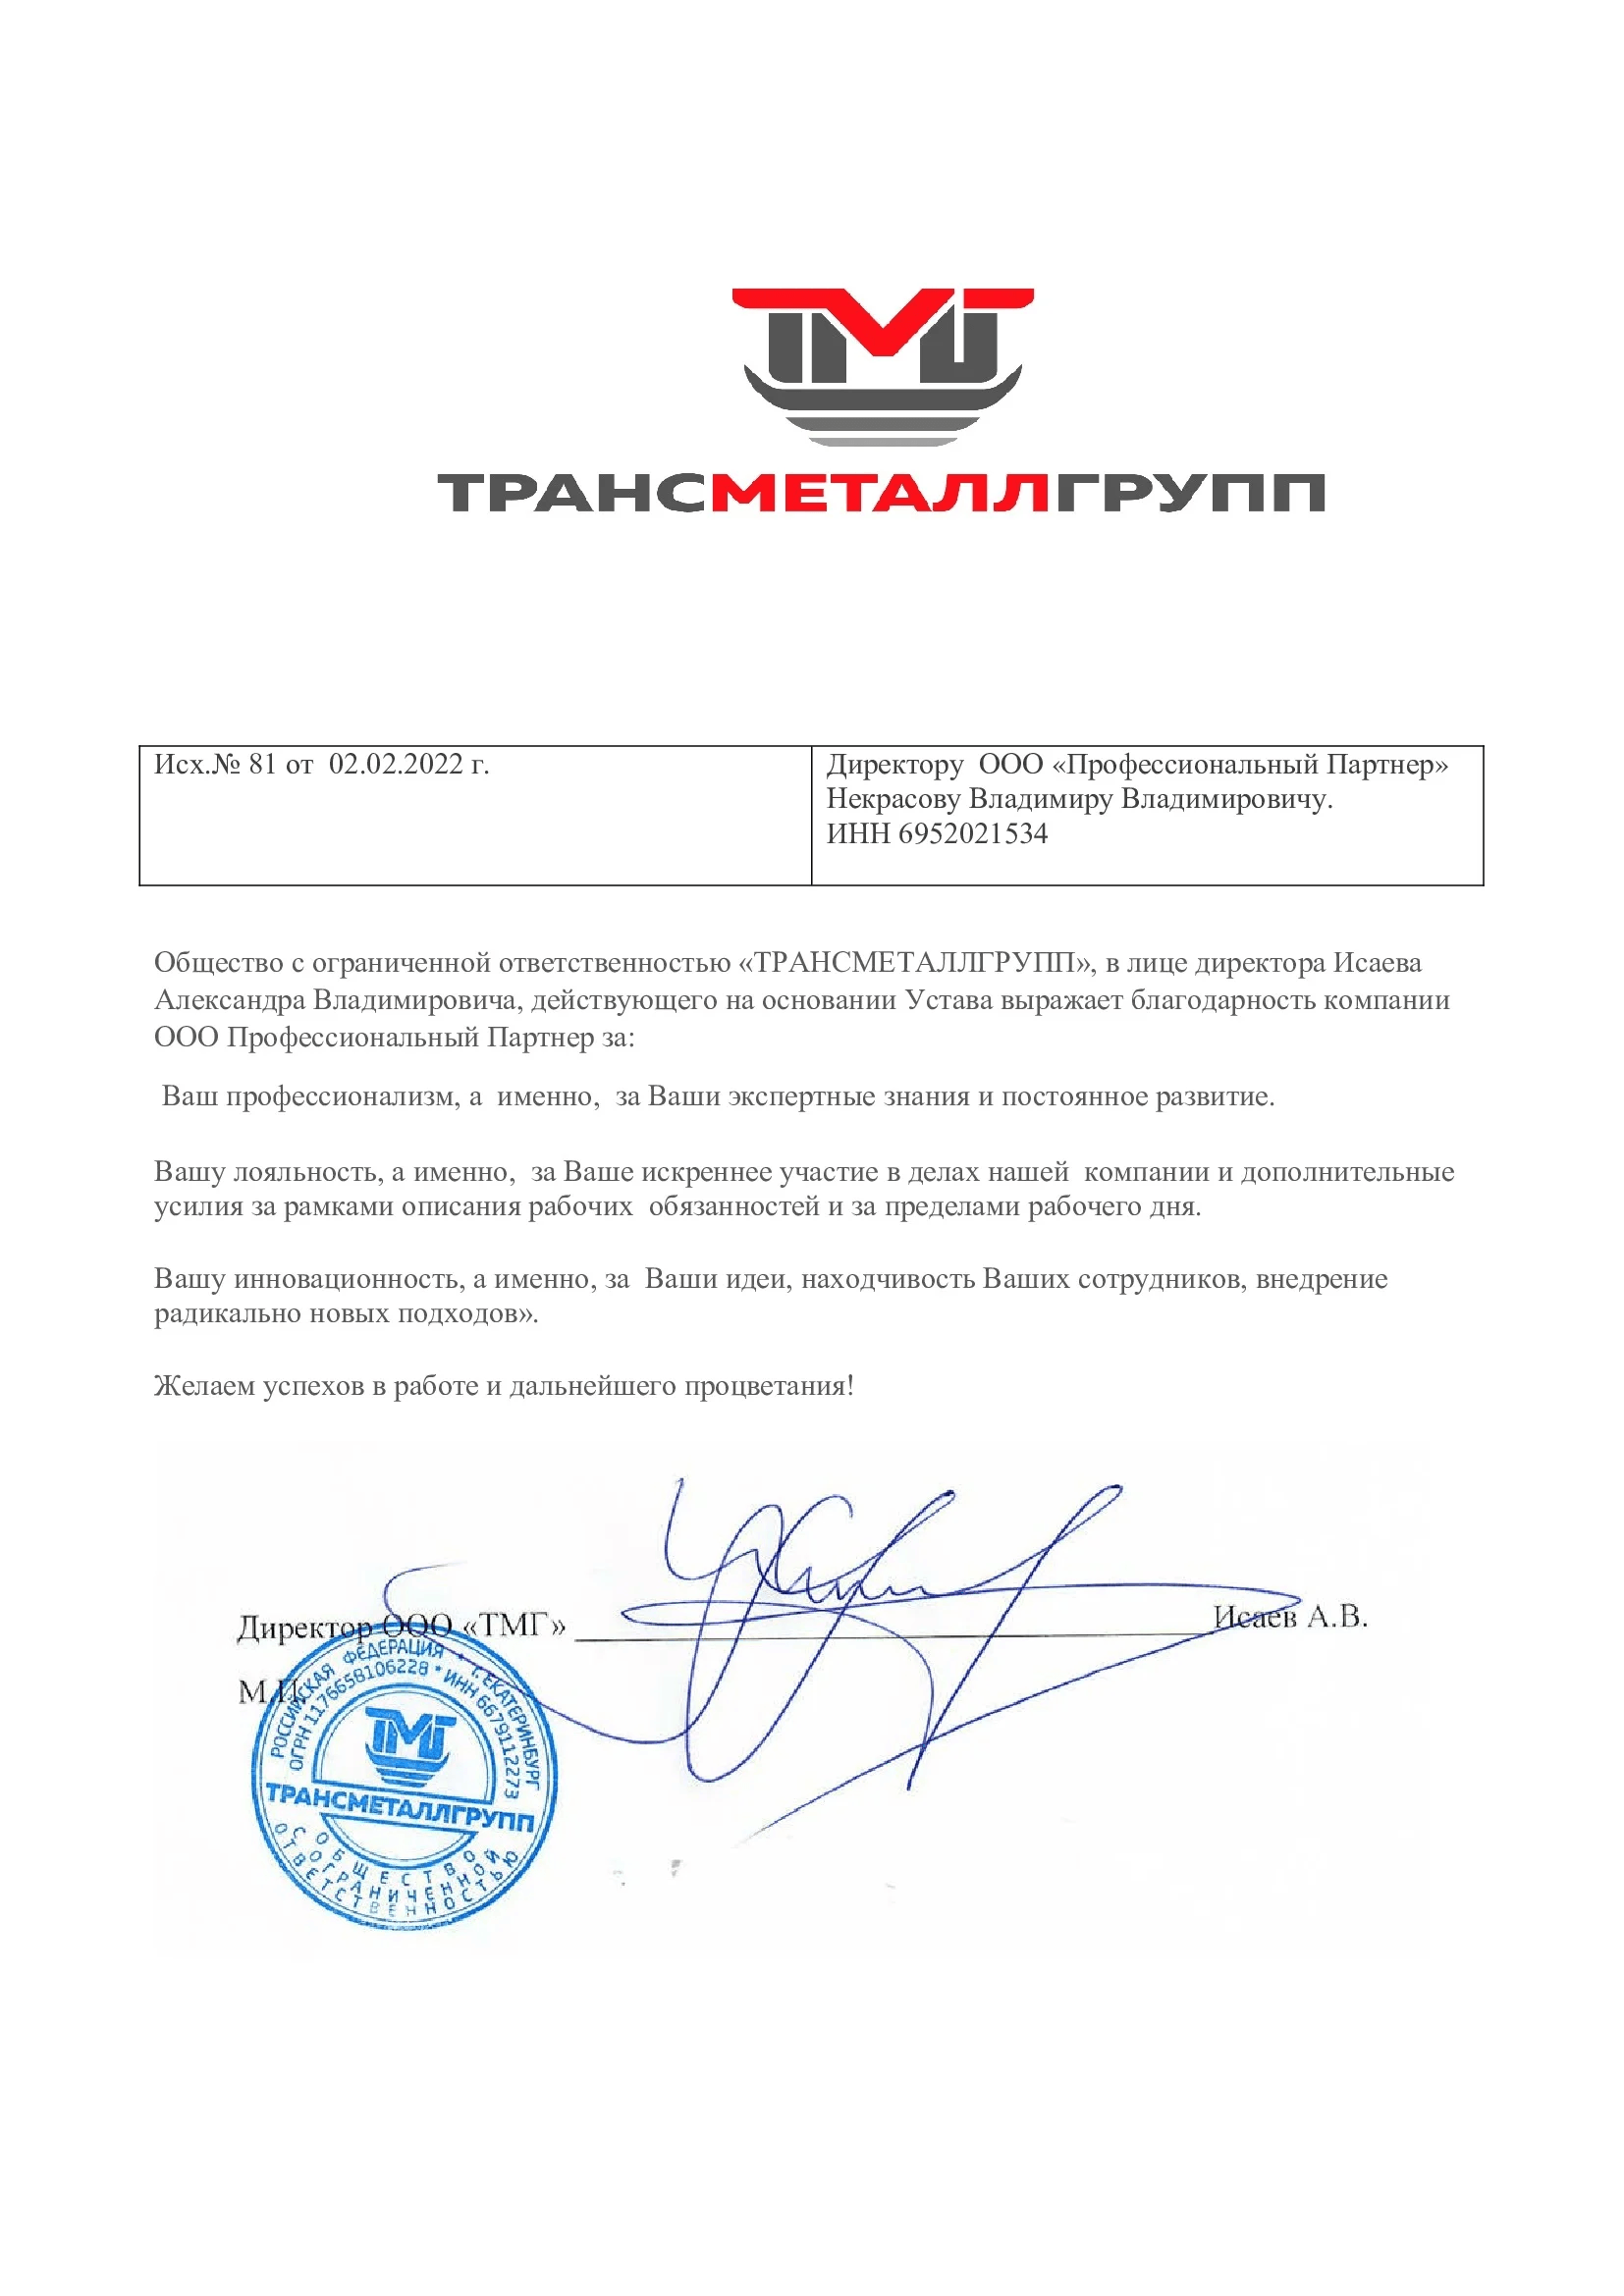 ТМГ
ТРАНСМЕТАЛЛГРУПП
Исх.№ 81 от  02.02.2022 г.
Директору  ООО «Профессиональный Партнер»
Некрасову Владимиру Владимировичу.
ИНН 6952021534
Общество с ограниченной ответственностью «ТРАНСМЕТАЛЛГРУПП», в лице директора Исаева
Александра Владимировича, действующего на основании Устава выражает благодарность компании
ООО Профессиональный Партнер за:
Ваш профессионализм, а  именно,  за Ваши экспертные знания и постоянное развитие.
Вашу лояльность, а именно,  за Ваше искреннее участие в делах нашей  компании и дополнительные
усилия за рамками описания рабочих  обязанностей и за пределами рабочего дня.
Вашу инновационность, а именно, за  Ваши идеи, находчивость Ваших сотрудников, внедрение
радикально новых подходов».
Желаем успехов в работе и дальнейшего процветания!
Директор ООО «ТМГ» Исаев А.В.
М.П.
РОССИЙСКАЯ ФЕДЕРАЦИЯ * г. ЕКАТЕРИНБУРГ
ОГРН 1176658106228 * ИНН 6679112273
ТМГ
ТРАНСМЕТАЛЛГРУПП
ОБЩЕСТВО
С ОГРАНИЧЕННОЙ
ОТВЕТСТВЕННОСТЬЮ